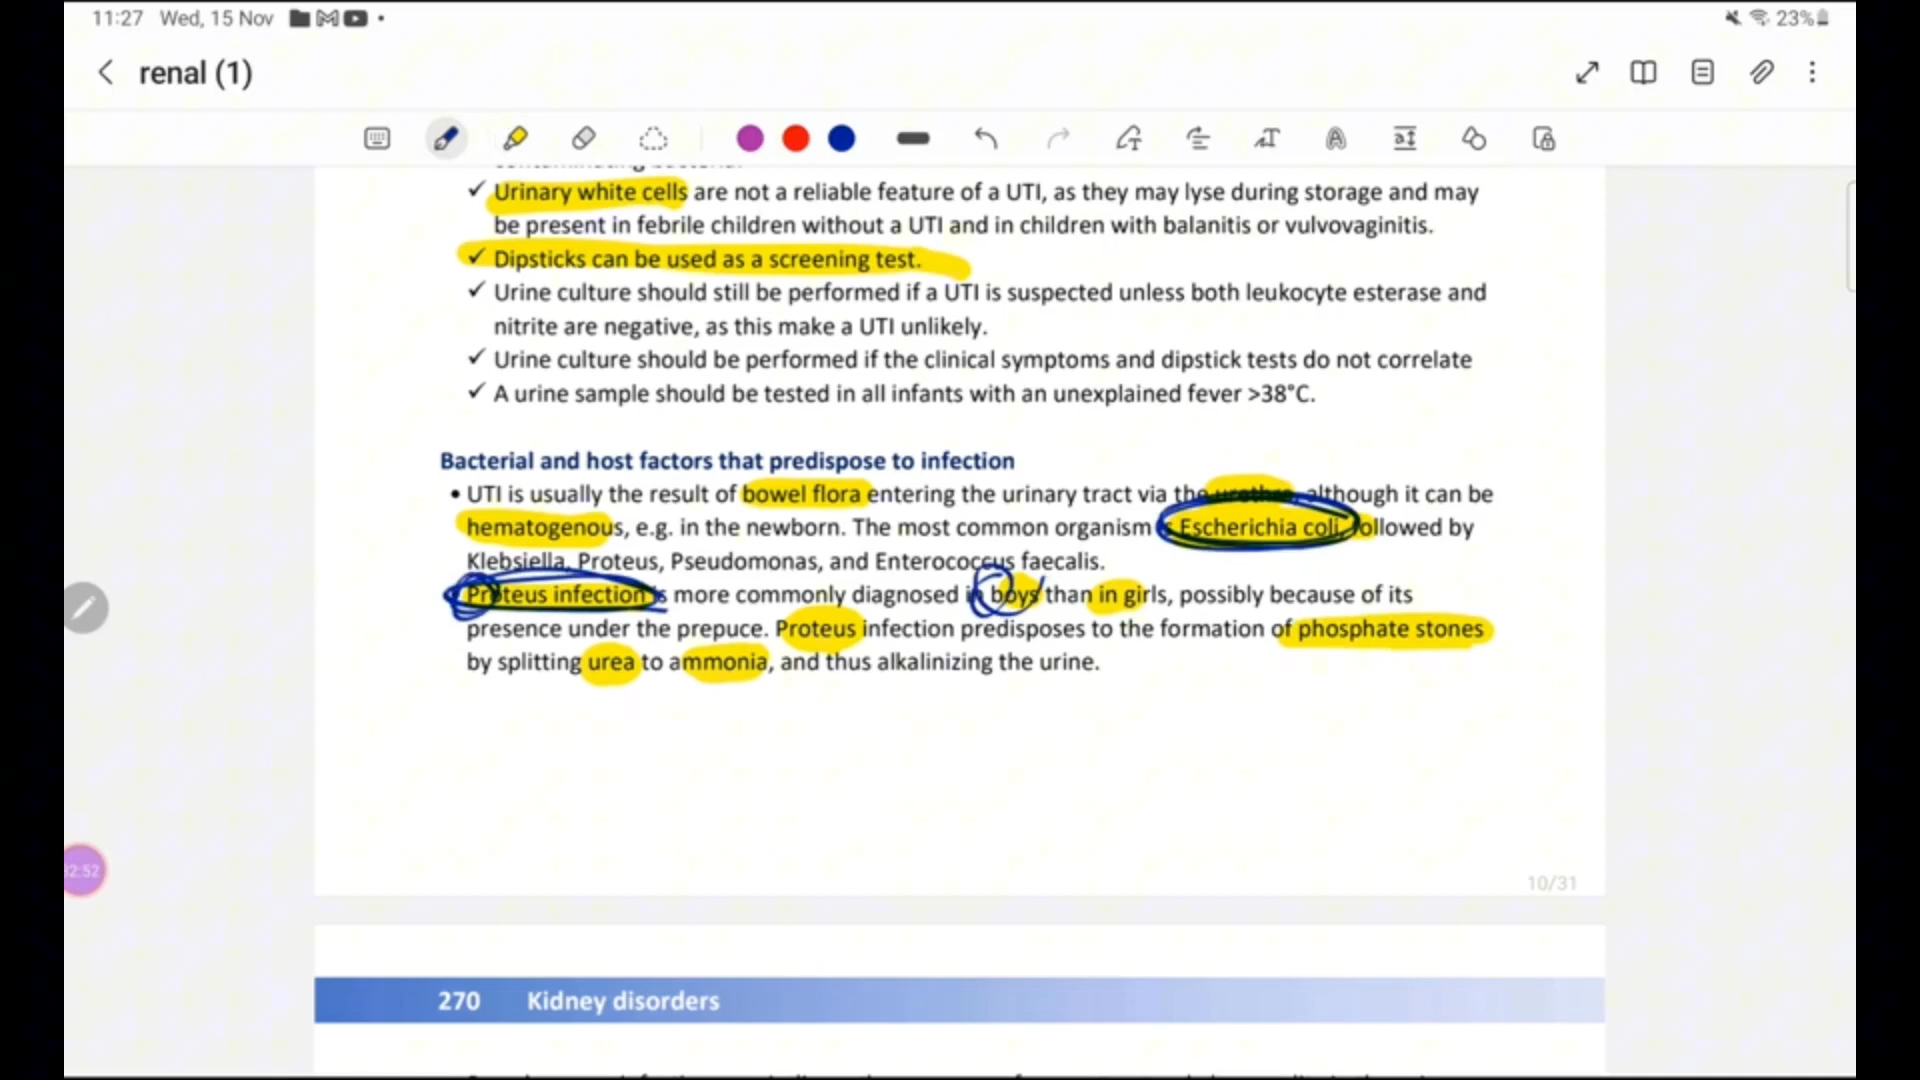 11:27 Wed, 15 Nov
23%
renal (1)
✓ Urinary white cells are not a reliable feature of a UTI, as they may lyse during storage and may
be present in febrile children without a UTI and in children with balanitis or vulvovaginitis.
✓ Dipsticks can be used as a screening test.
✓ Urine culture should still be performed if a UTI is suspected unless both leukocyte esterase and
nitrite are negative, as this make a UTI unlikely.
✓ Urine culture should be performed if the clinical symptoms and dipstick tests do not correlate
✓ A urine sample should be tested in all infants with an unexplained fever >38°C.
Bacterial and host factors that predispose to infection
• UTI is usually the result of bowel flora entering the urinary tract via the urethra, although it can be
hematogenous, e.g. in the newborn. The most common organism is Escherichia coli, followed by
Klebsiella, Proteus, Pseudomonas, and Enterococcus faecalis.
Proteus infection is more commonly diagnosed in boys than in girls, possibly because of its
presence under the prepuce. Proteus infection predisposes to the formation of phosphate stones
by splitting urea to ammonia, and thus alkalinizing the urine.
2:52
10/31
270 Kidney disorders